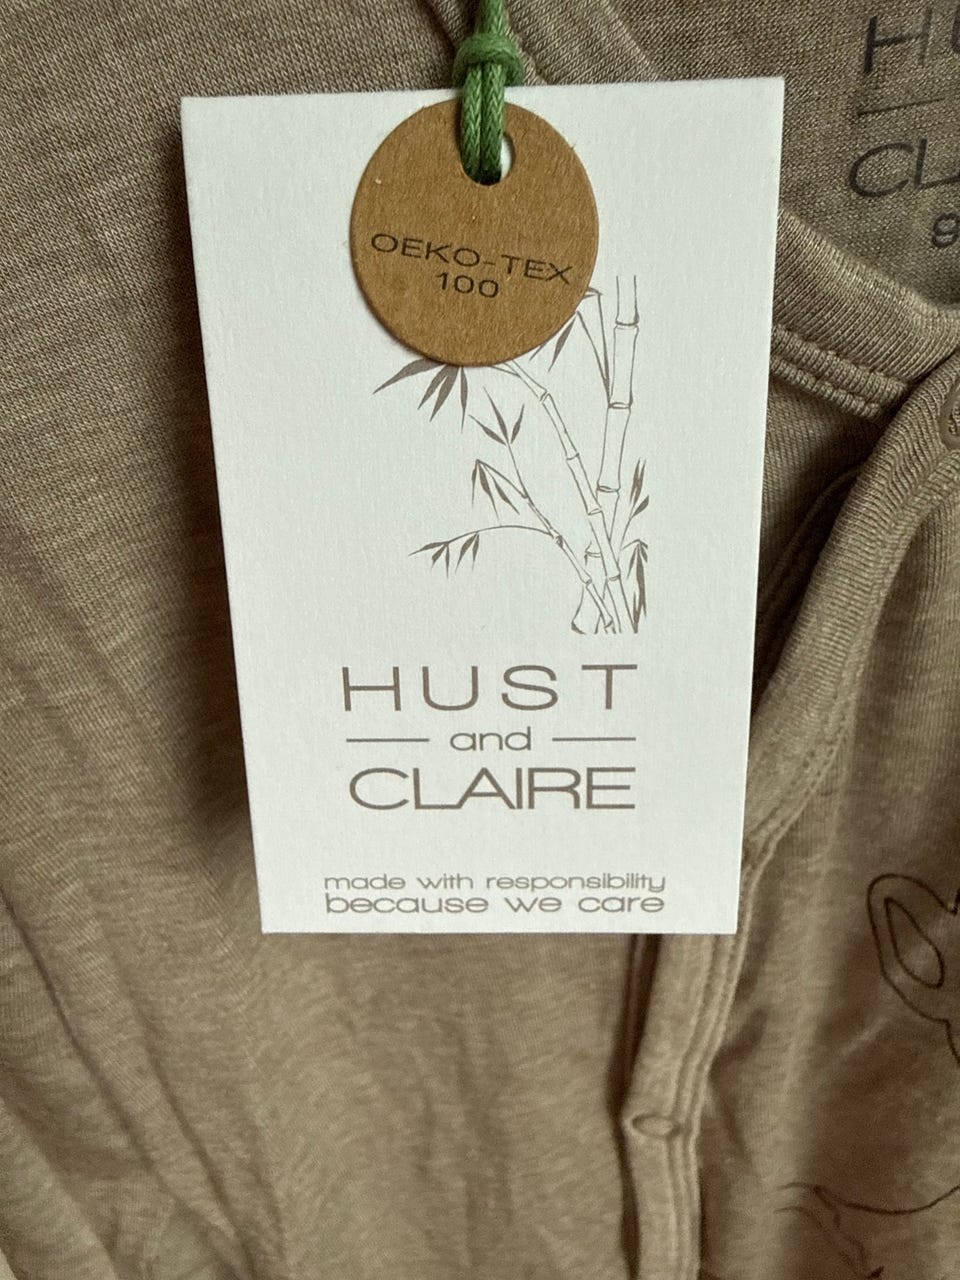 OEKO-TEX
100
HUST
and
CLAIRE
made with responsibility
because we care